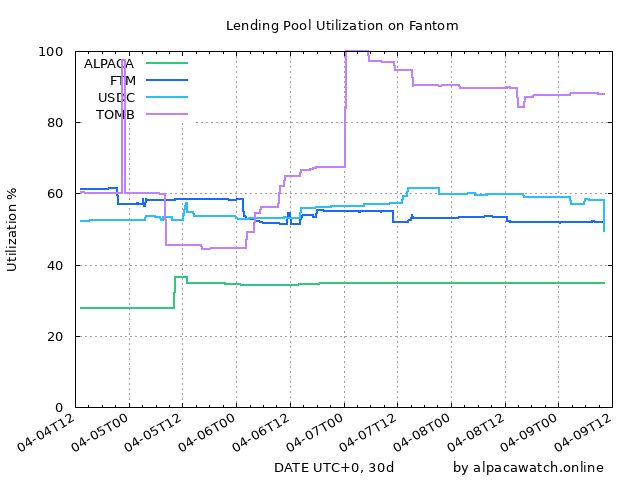 Lending Pool Utilization on Fantom
Utilization %
100
80
60
40
20
0
ALPACA
FTM
USDC
TOMB
04-04T12
04-05T00
04-05T12
04-06T00
04-06T12
04-07T00
04-07T12
04-08T00
04-08T12
04-09T00
04-09T12
DATE UTC+0, 30d
by alpacawatch.online